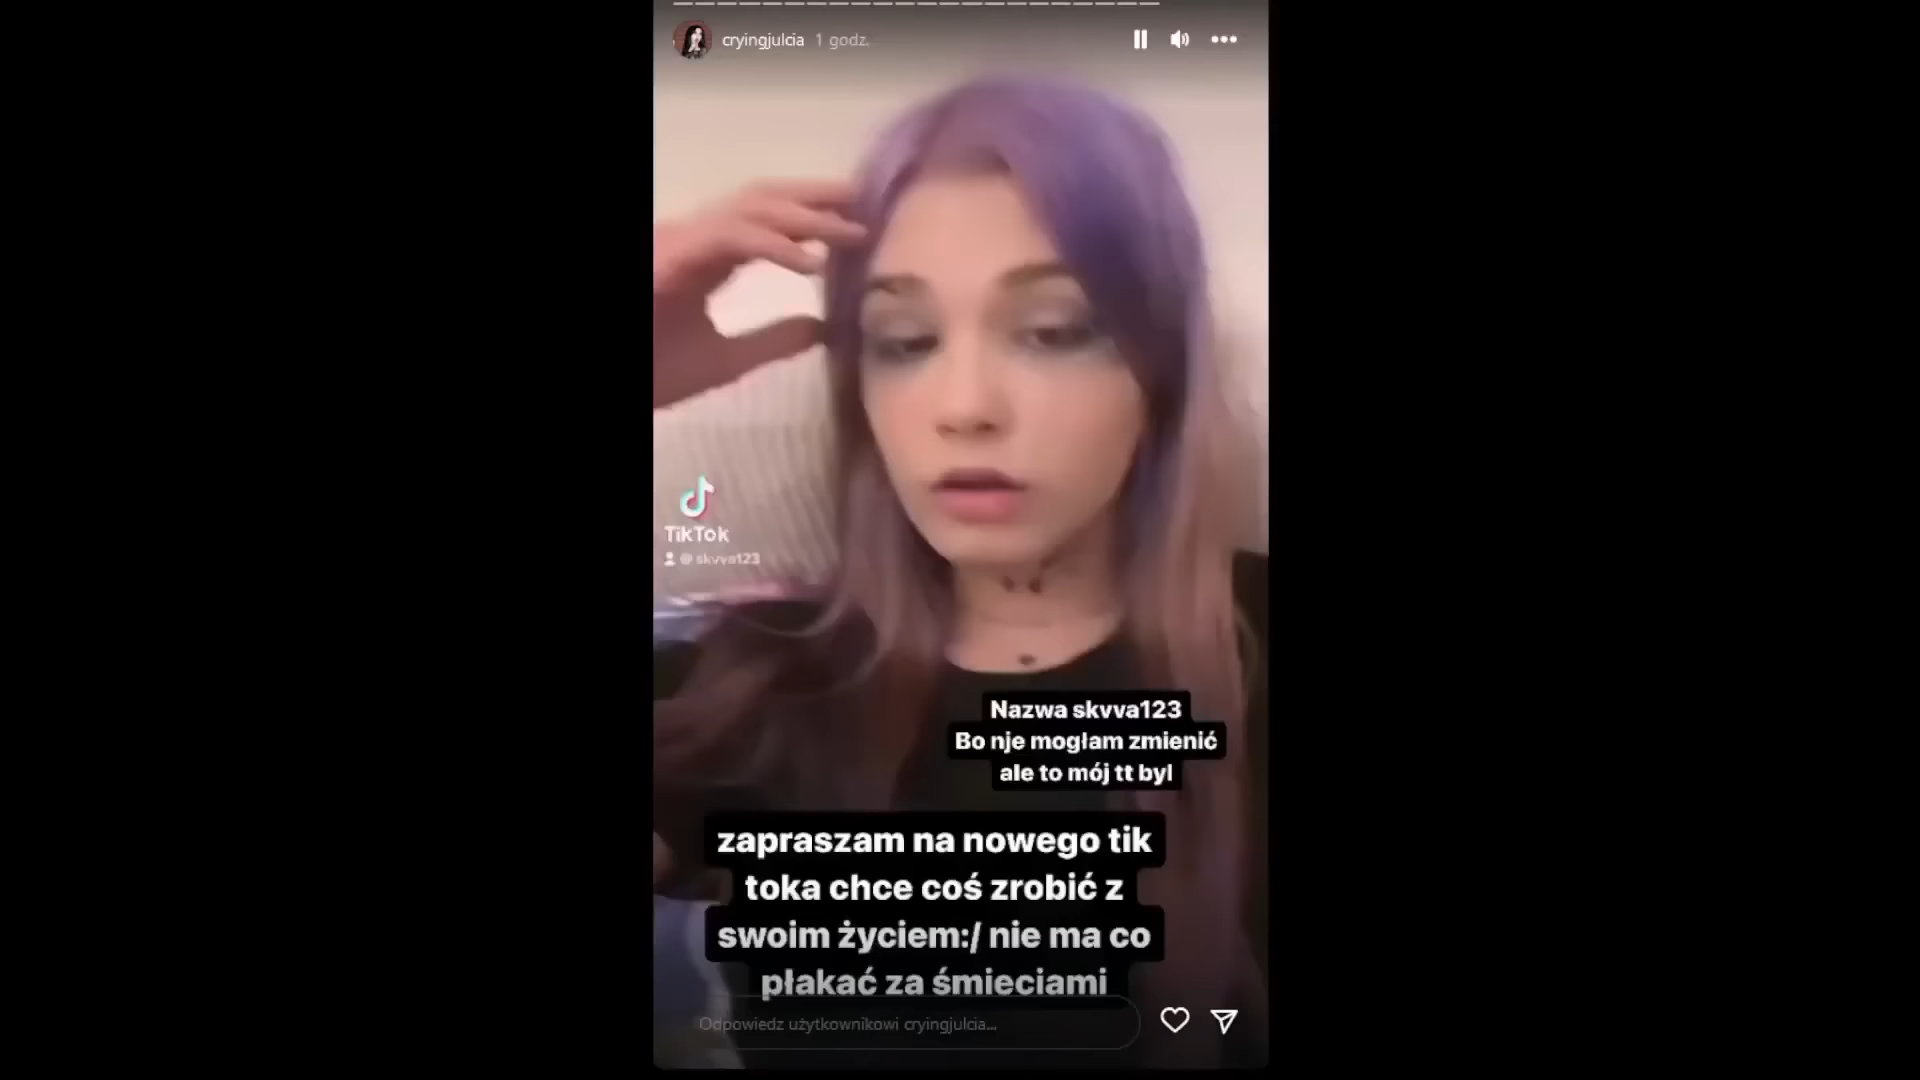 cryingjulcia 1 godz.
TikTok
@ skvva123
Nazwa skvva123
Bo nje mogłam zmienić
ale to mój tt byl
zapraszam na nowego tik
toka chce coś zrobić z
swoim życiem:/ nie ma co
płakać za śmieciami
Odpowiedz użytkownikowi cryingjulcia...